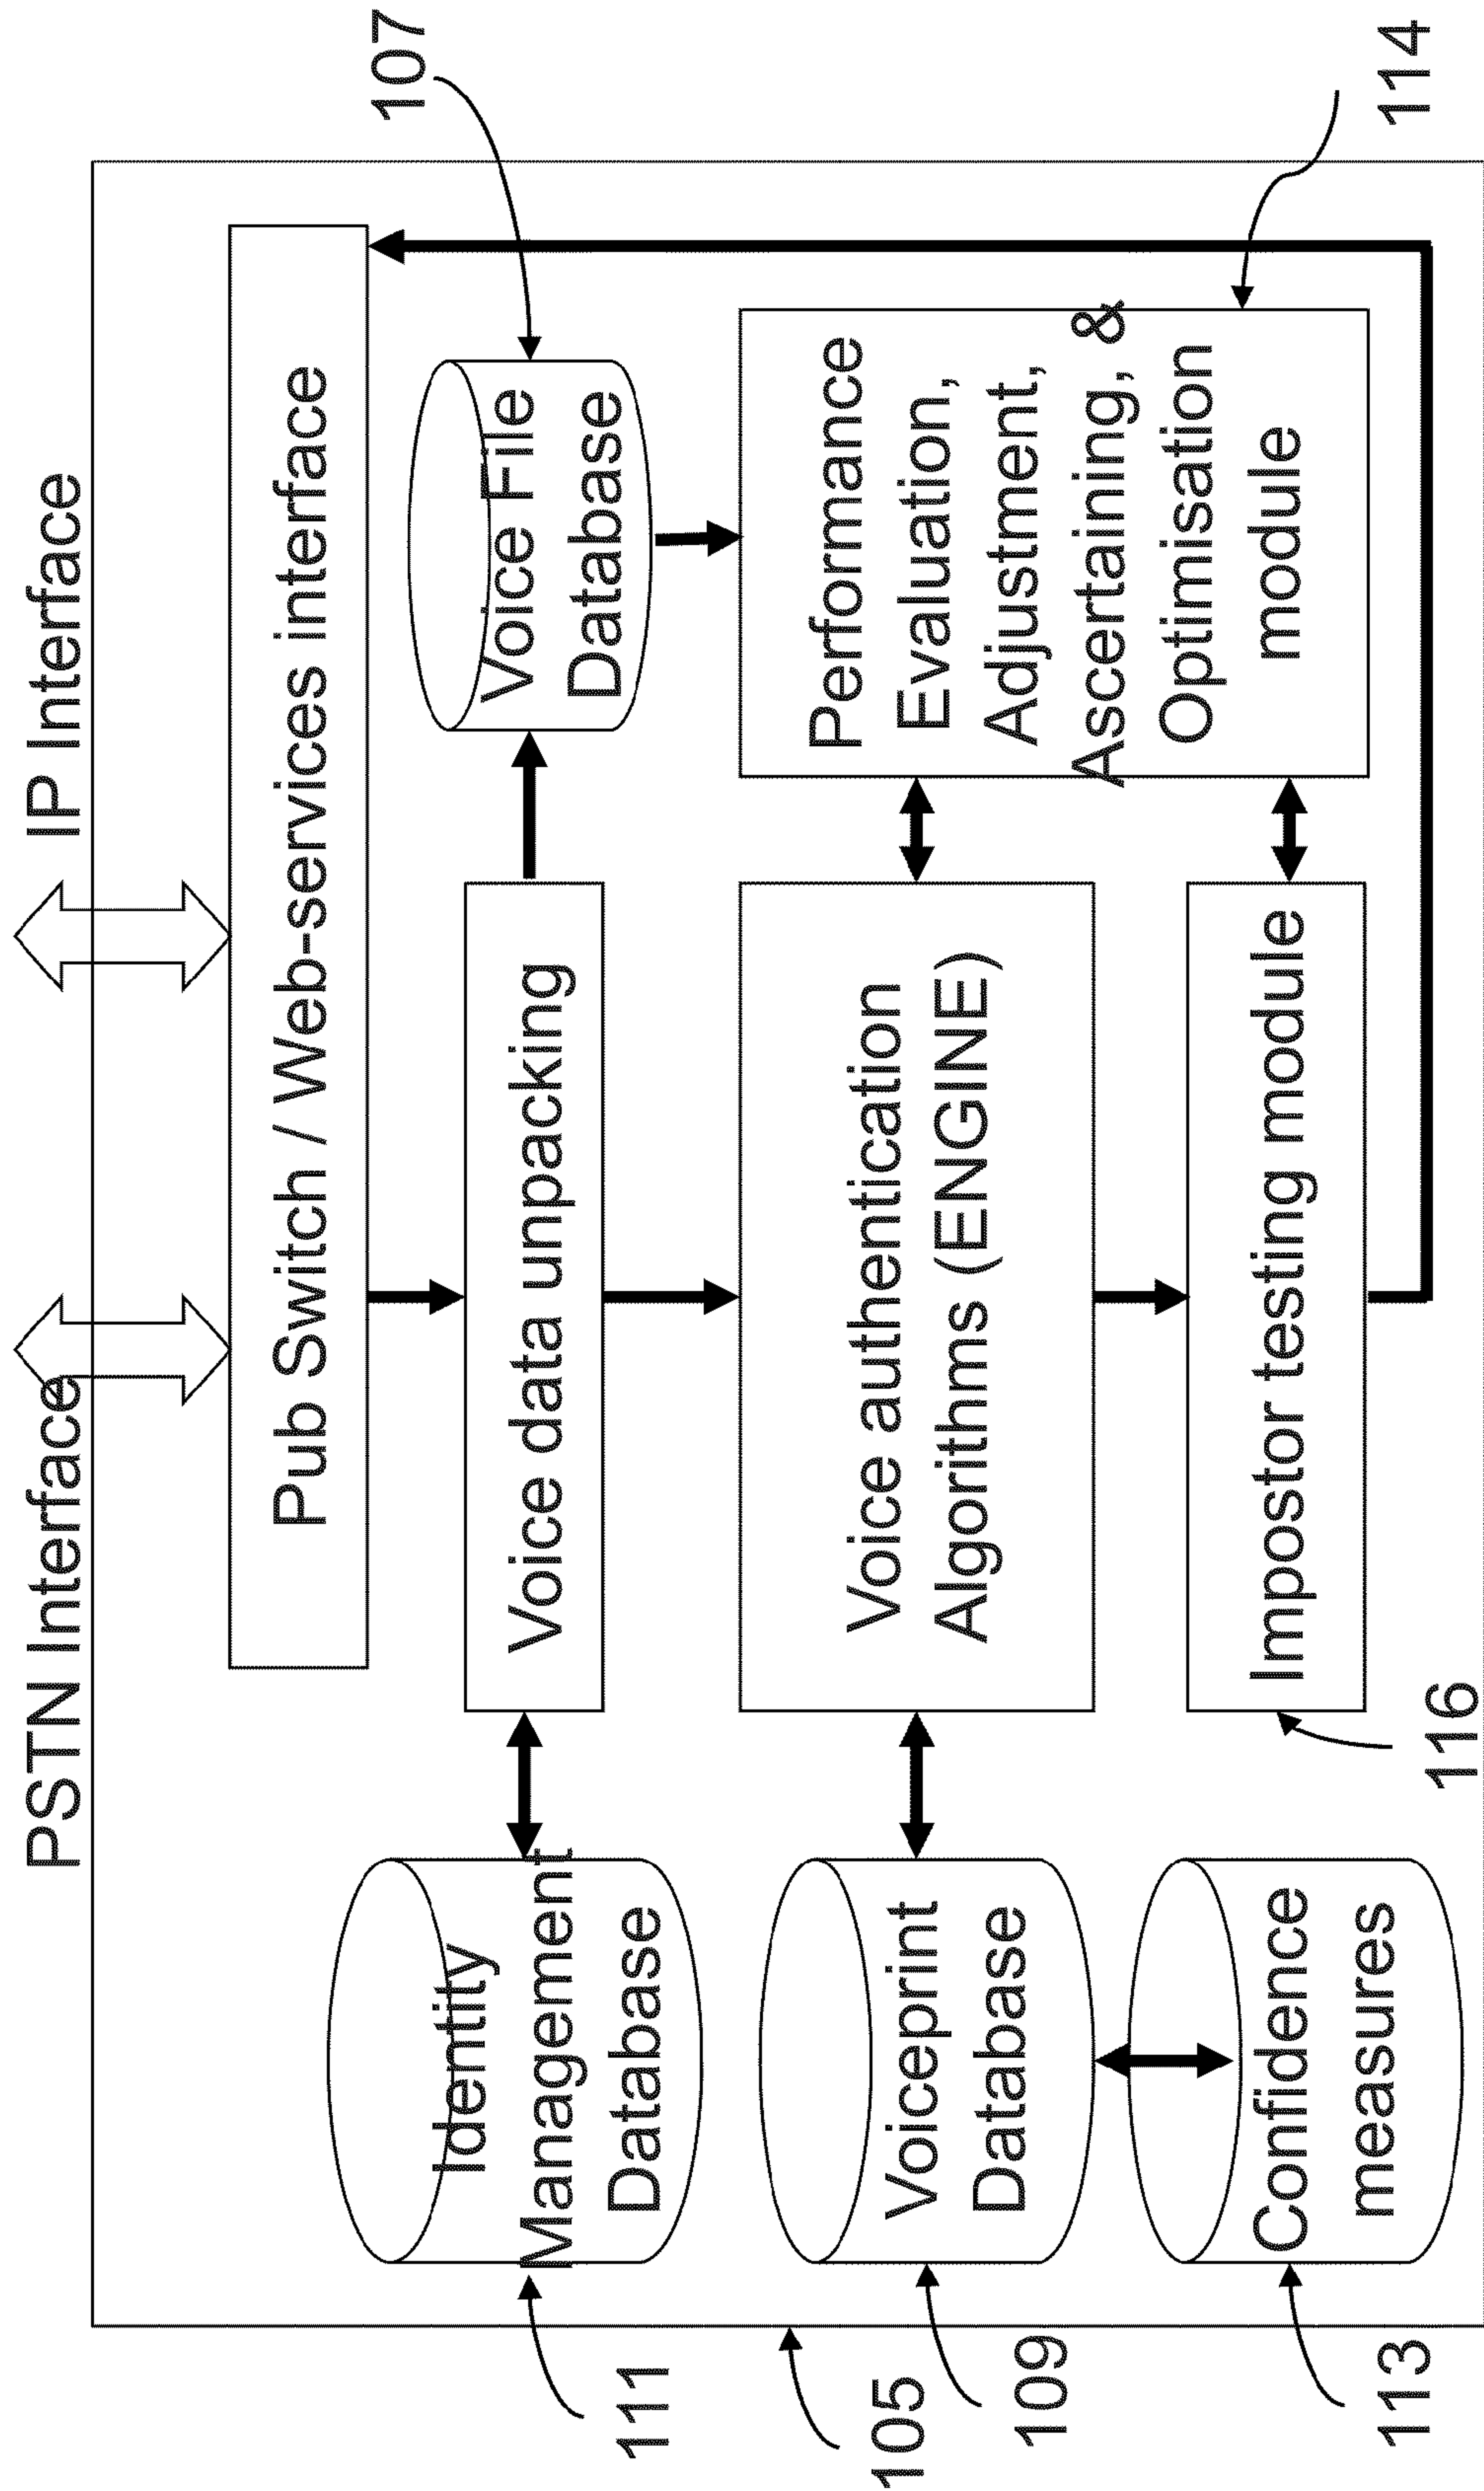 PSTN Interface
IP Interface
Pub Switch / Web-services interface
107
Identity
Management
Database
Voice data unpacking
Voice File
Database
111
105
Voiceprint
Database
109
Voice authentication
Algorithms (ENGINE)
Performance
Evaluation,
Adjustment,
Ascertaining, &
Optimisation
module
Confidence
measures
113
Impostor testing module
116
114